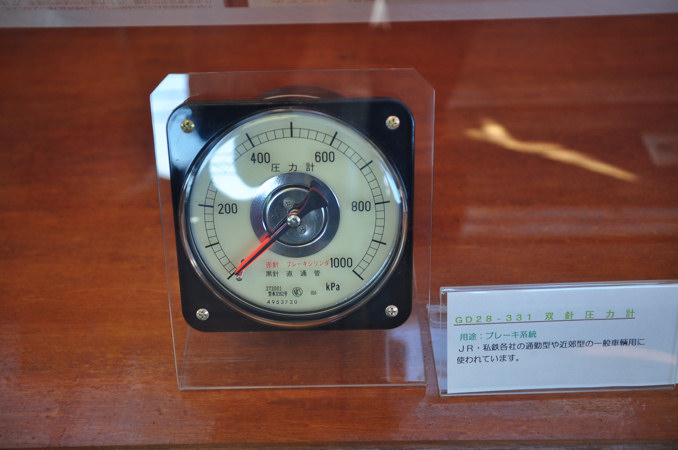 400 600
圧力計
200 800
0 1000
赤針 ブレーキシリンダ
黒針 直通管
kPa
4953730
GD28-331 双針圧力計
用途：ブレーキ系統
JR・私鉄各社の通勤型や近郊型の一般車輌用に
使われています。